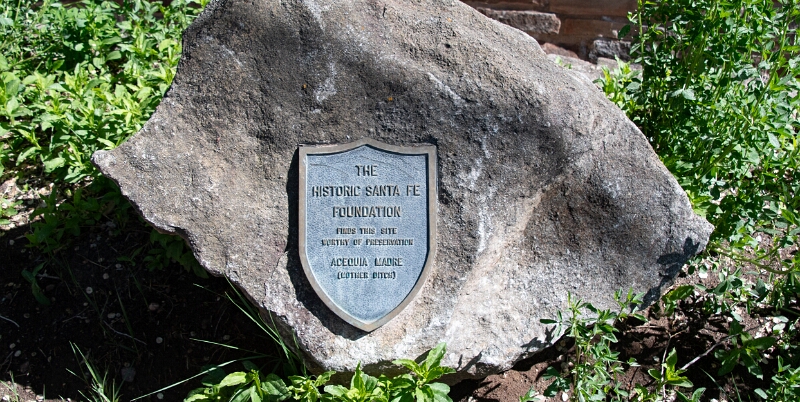 THE
HISTORIC SANTA FE
FOUNDATION
FINDS THIS SITE
WORTHY OF PRESERVATION
ACEQUIA MADRE
(MOTHER DITCH)